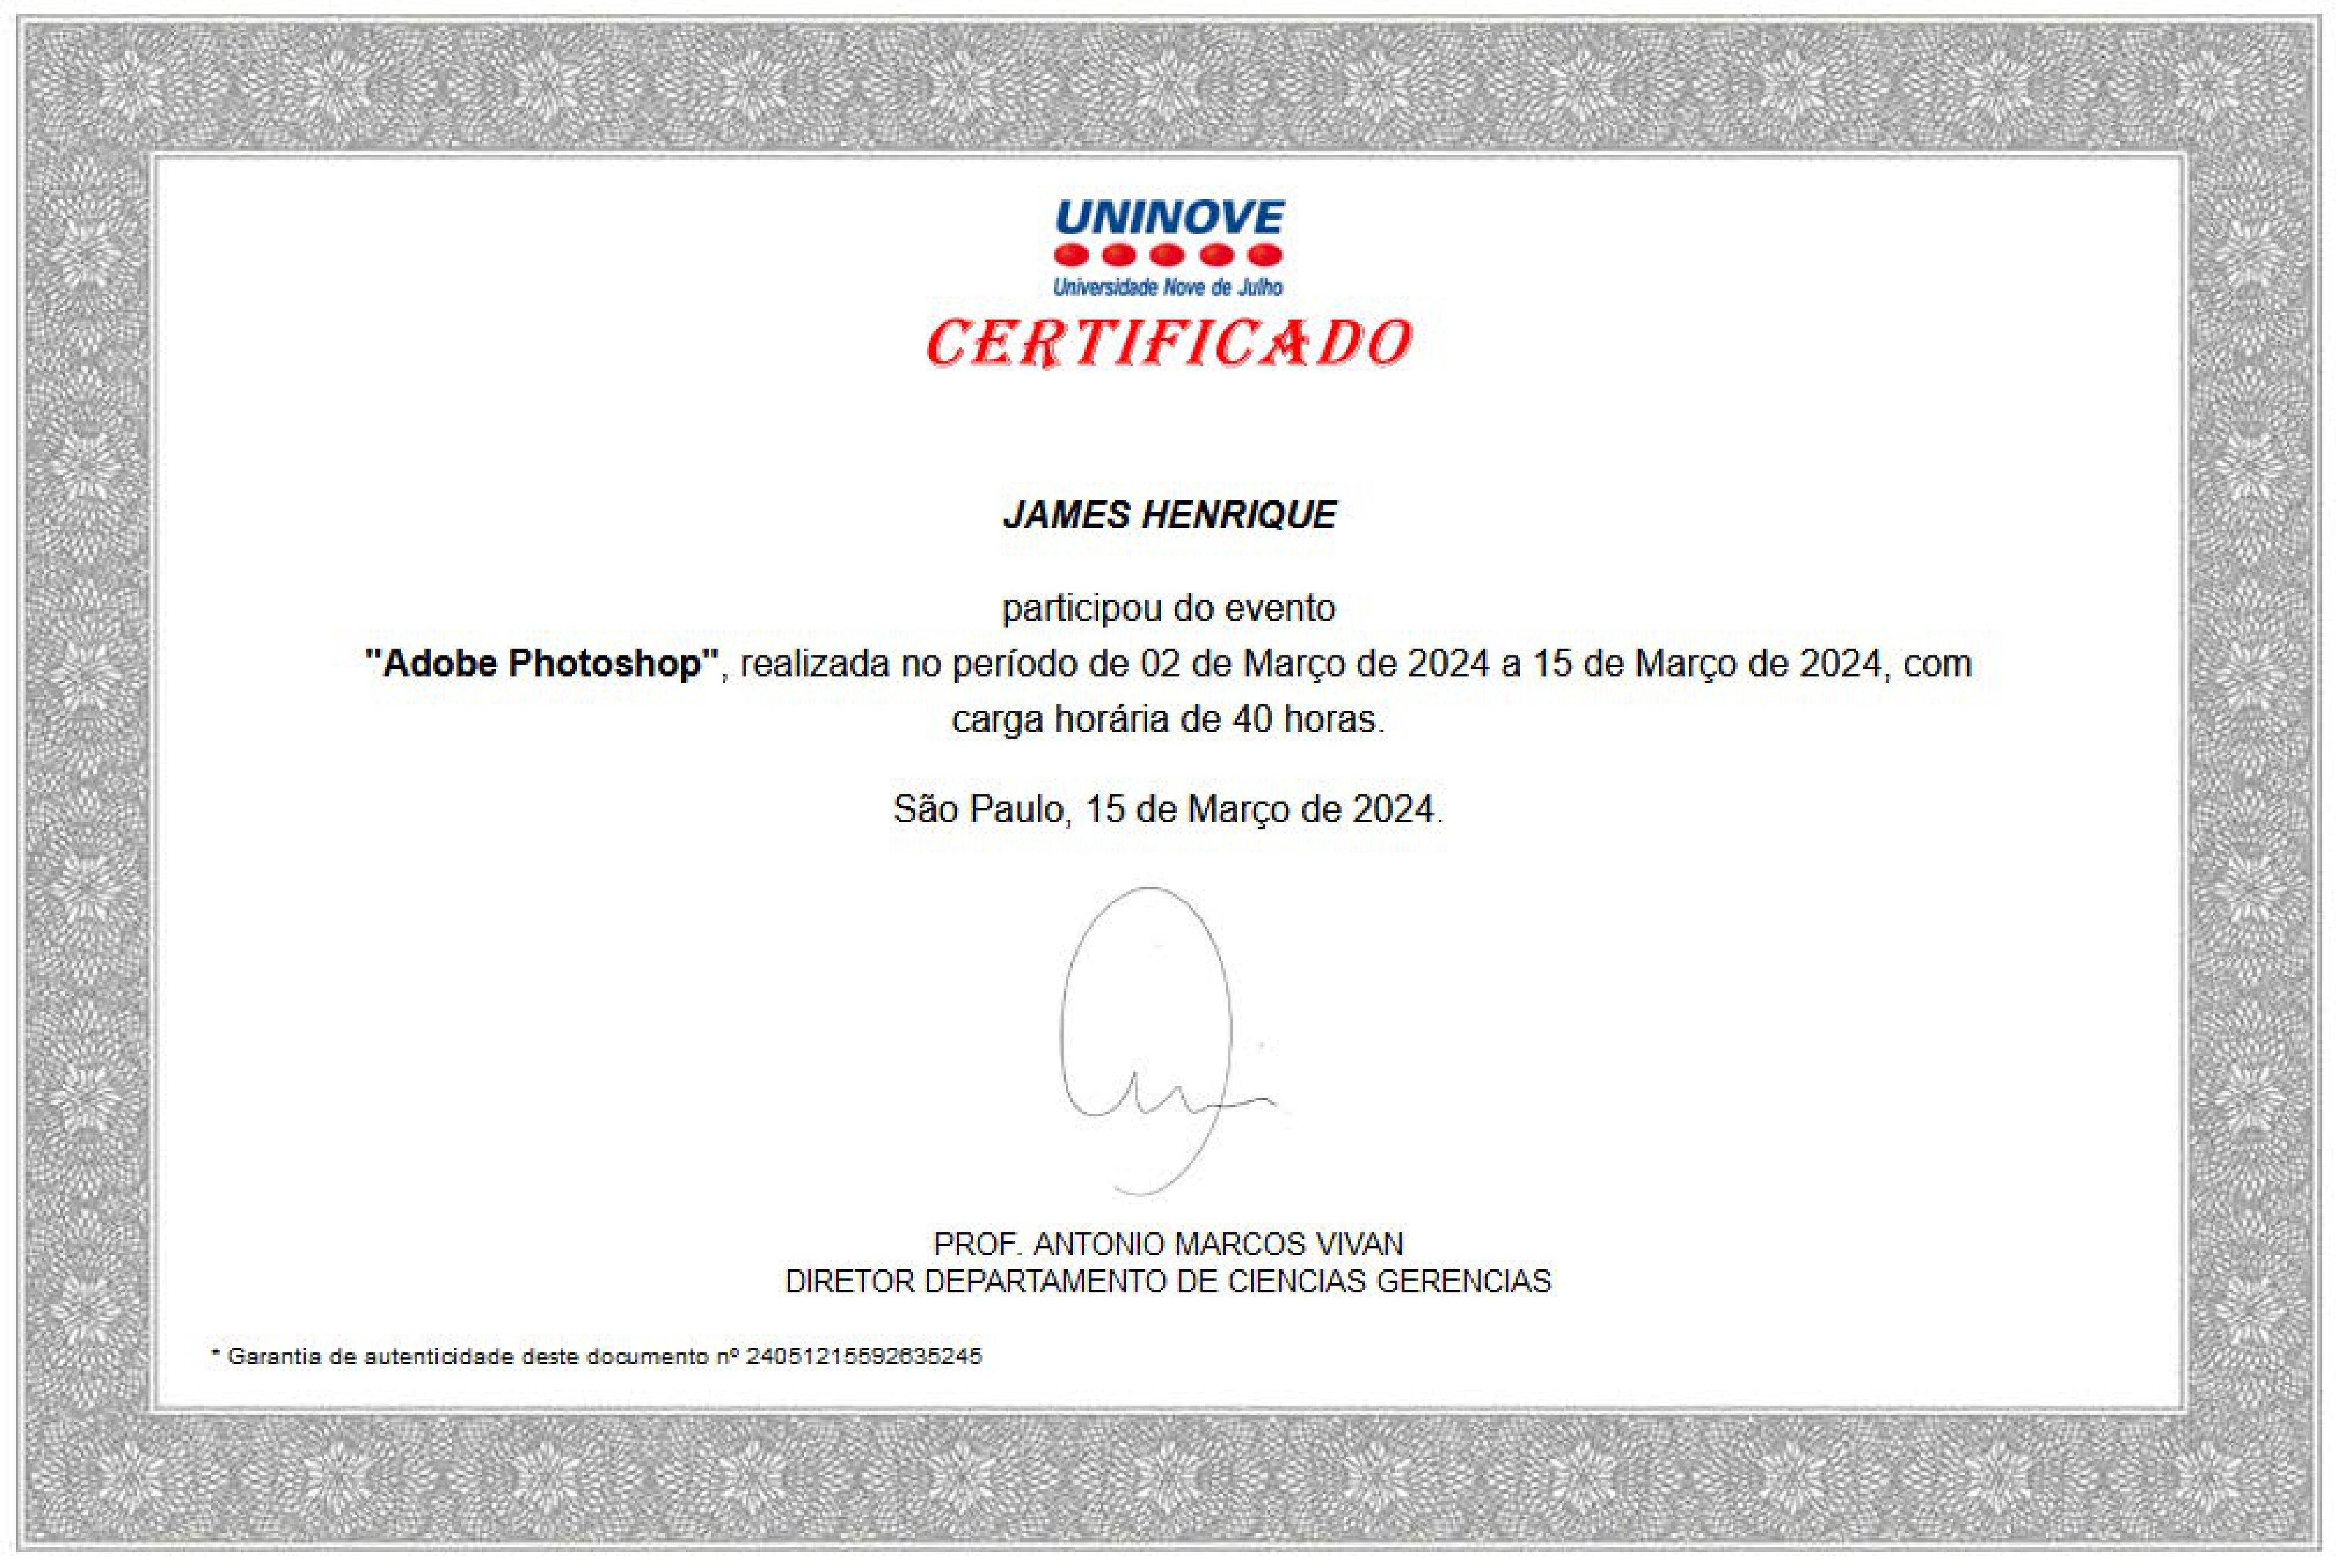 UNINOVE
Universidade Nove de Julho
CERTIFICADO
JAMES HENRIQUE
participou do evento
"Adobe Photoshop", realizada no período de 02 de Março de 2024 a 15 de Março de 2024, com
carga horária de 40 horas.
São Paulo, 15 de Março de 2024.
PROF. ANTONIO MARCOS VIVAN
DIRETOR DEPARTAMENTO DE CIENCIAS GERENCIAS
* Garantia de autenticidade deste documento nº 24051215592635245